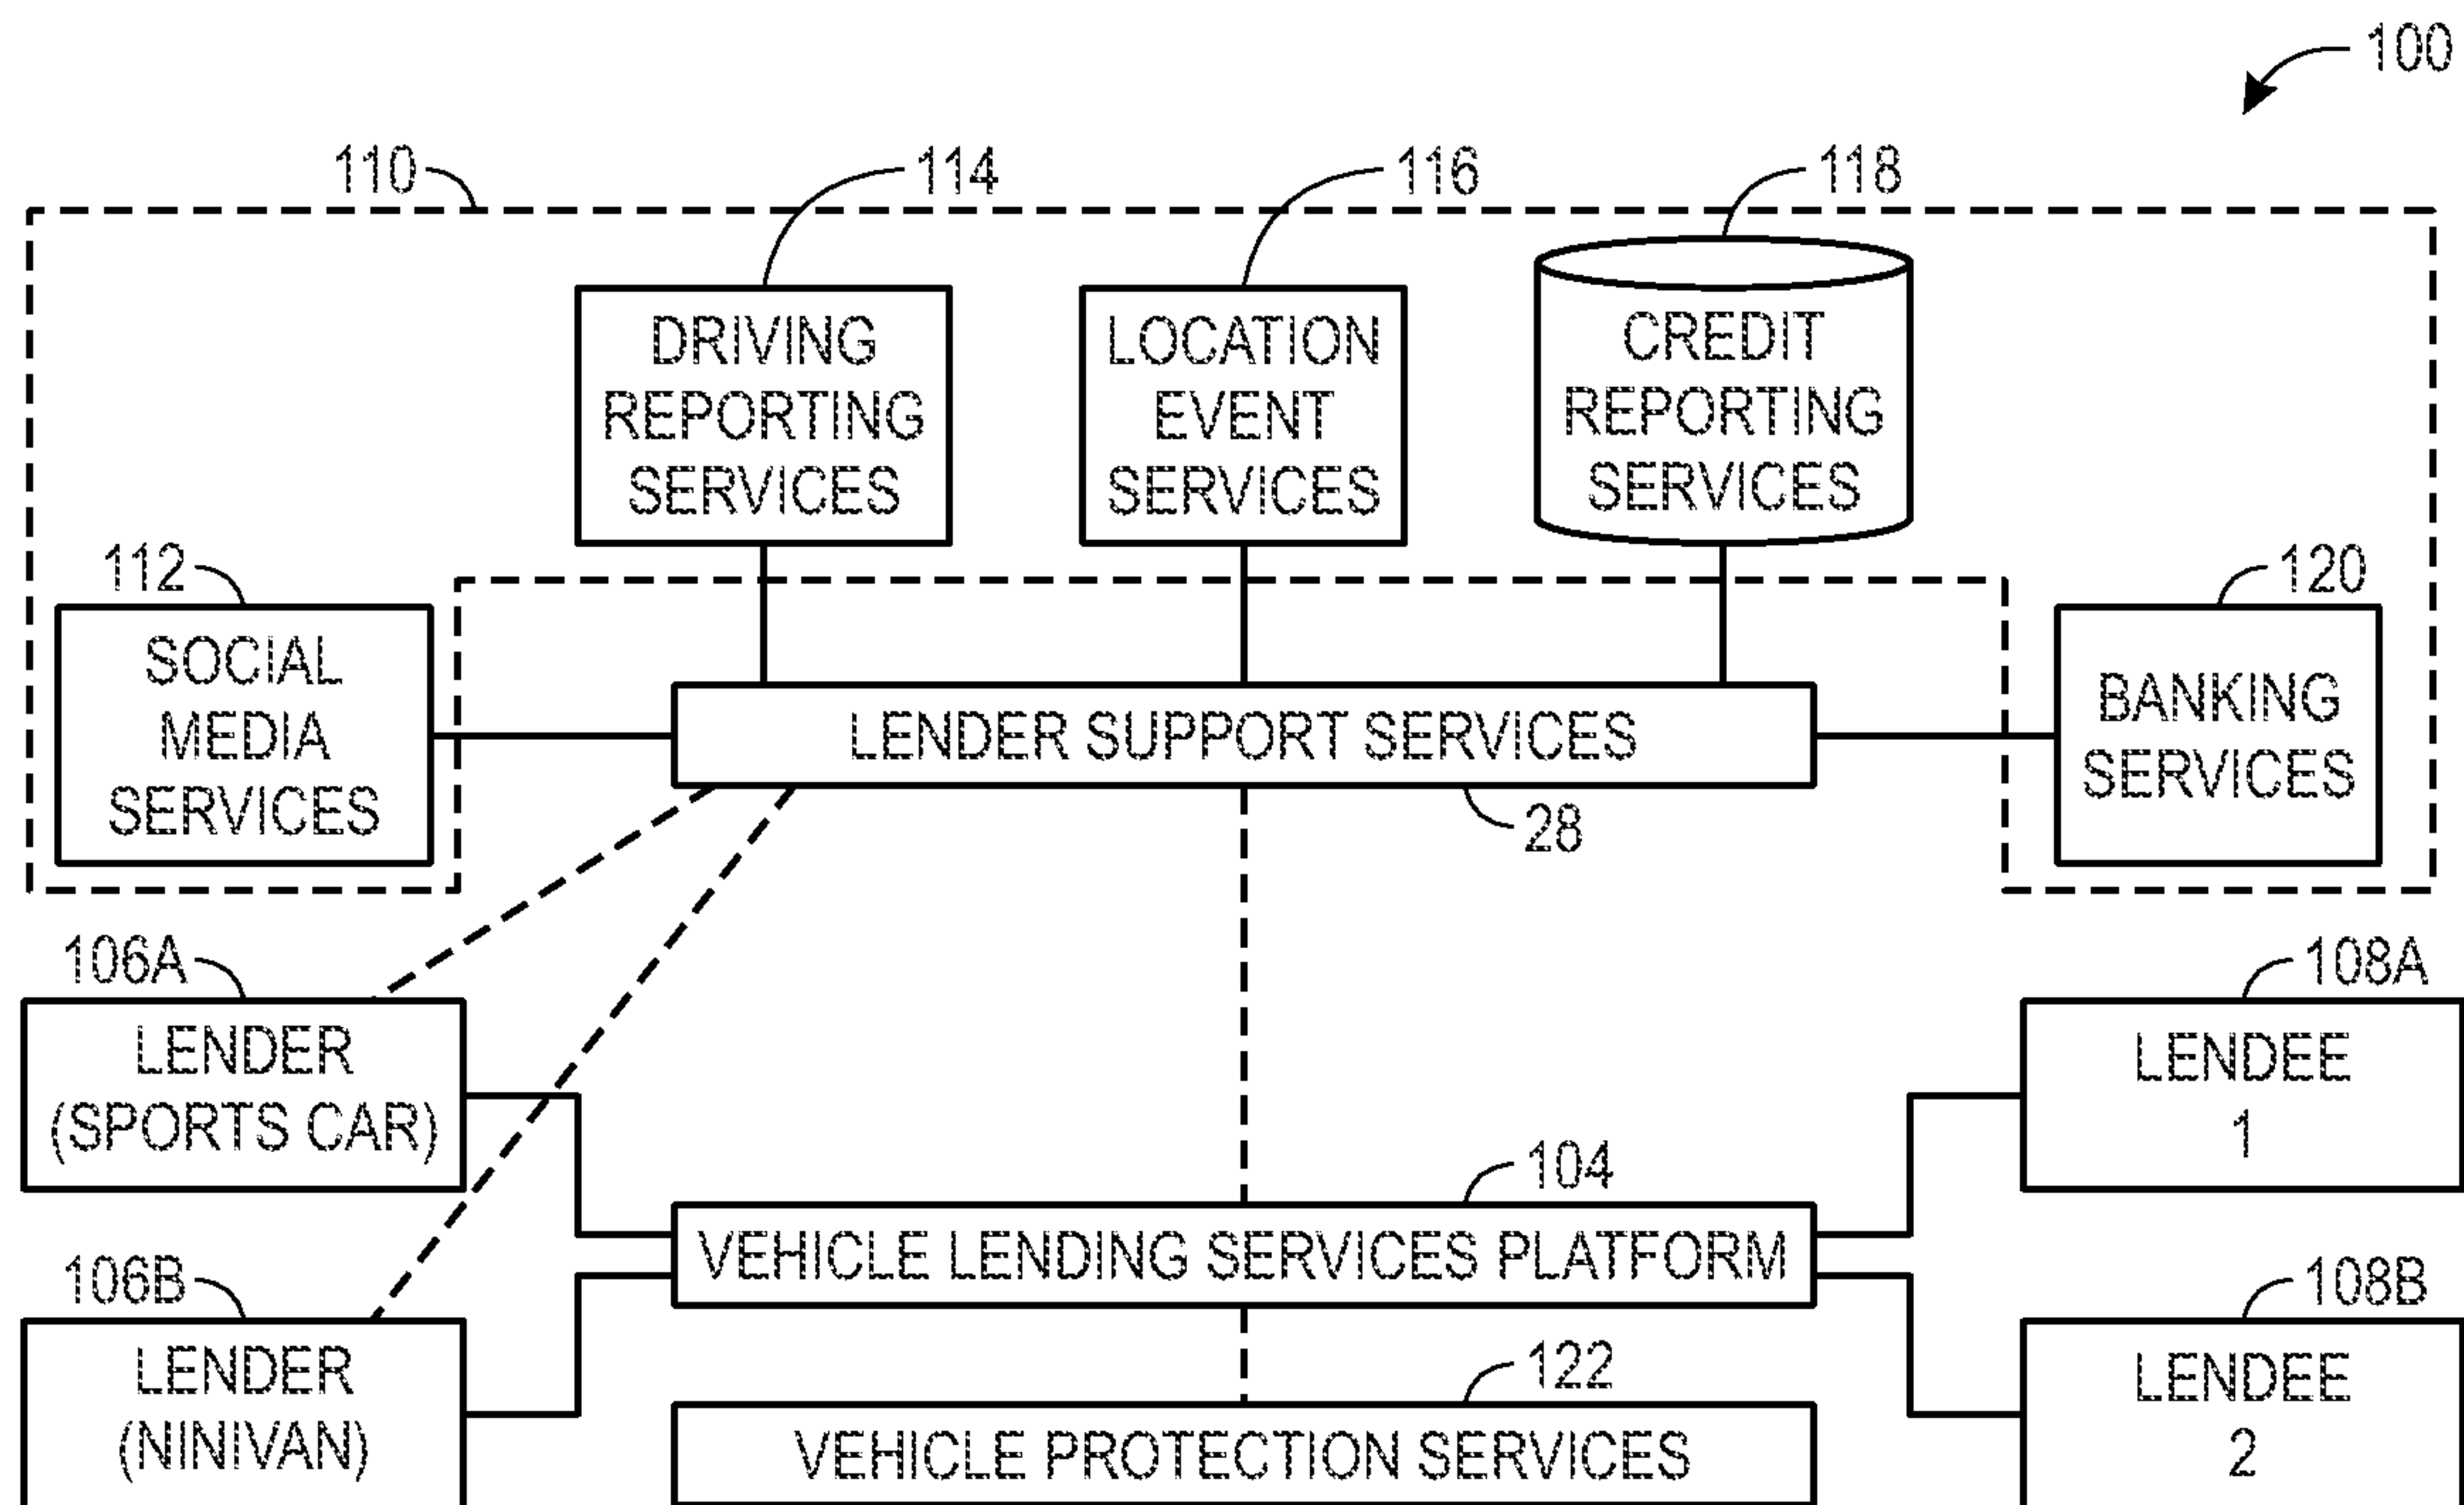 100
110
114
116
118
DRIVING
REPORTING
SERVICES
LOCATION
EVENT
SERVICES
CREDIT
REPORTING
SERVICES
112
SOCIAL
MEDIA
SERVICES
120
BANKING
SERVICES
LENDER SUPPORT SERVICES
28
106A
LENDER
(SPORTS CAR)
108A
LENDEE
1
104
VEHICLE LENDING SERVICES PLATFORM
106B
LENDER
(NINIVAN)
108B
LENDEE
2
122
VEHICLE PROTECTION SERVICES